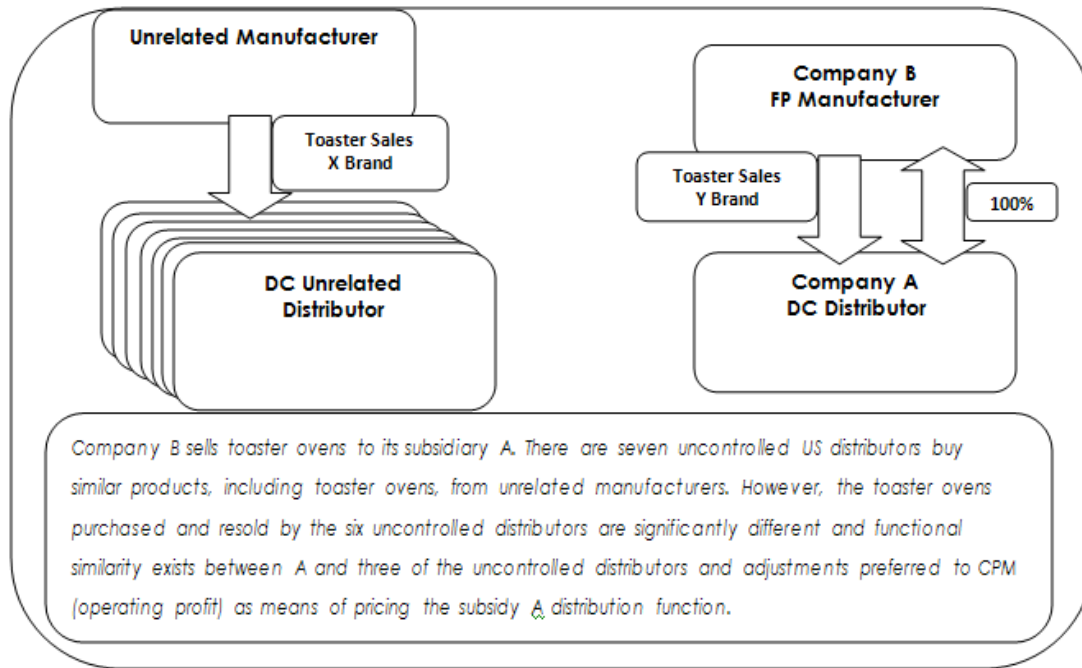 Unrelated Manufacturer
Toaster Sales
X Brand
DC Unrelated
Distributor
Company B
FP Manufacturer
Toaster Sales
Y Brand
100%
Company A
DC Distributor
Company B sells toaster ovens to its subsidiary A. There are seven uncontrolled US distributors buy
similar products, including toaster ovens, from unrelated manufacturers. However, the toaster ovens
purchased and resold by the six uncontrolled distributors are significantly different and functional
similarity exists between A and three of the uncontrolled distributors and adjustments preferred to CPM
(operating profit) as means of pricing the subsidy A distribution function.